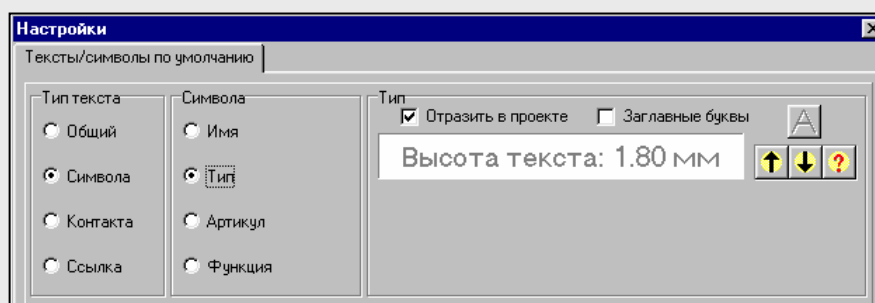 Настройки
Тексты/символы по умолчанию
Тип текста
Общий
Символа
Контакта
Ссылка
Символа
Имя
Тип
Артикул
Функция
Тип
Отразить в проекте
Заглавные буквы
A
Высота текста: 1.80 мм
?